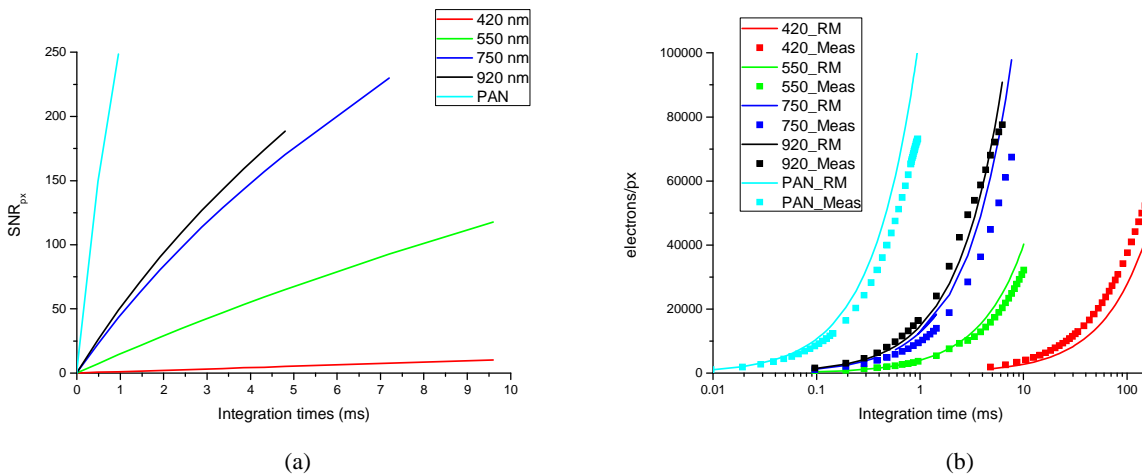 420 nm
550 nm
750 nm
920 nm
PAN
250
200
150
100
50
0
SNRpx
0 1 2 3 4 5 6 7 8 9 10
Integration times (ms)
(a)
420_RM
420_Meas
550_RM
550_Meas
750_RM
750_Meas
920_RM
920_Meas
PAN_RM
PAN_Meas
100000
80000
60000
40000
20000
0
electrons/px
0.01 0.1 1 10 100
Integration time (ms)
(b)